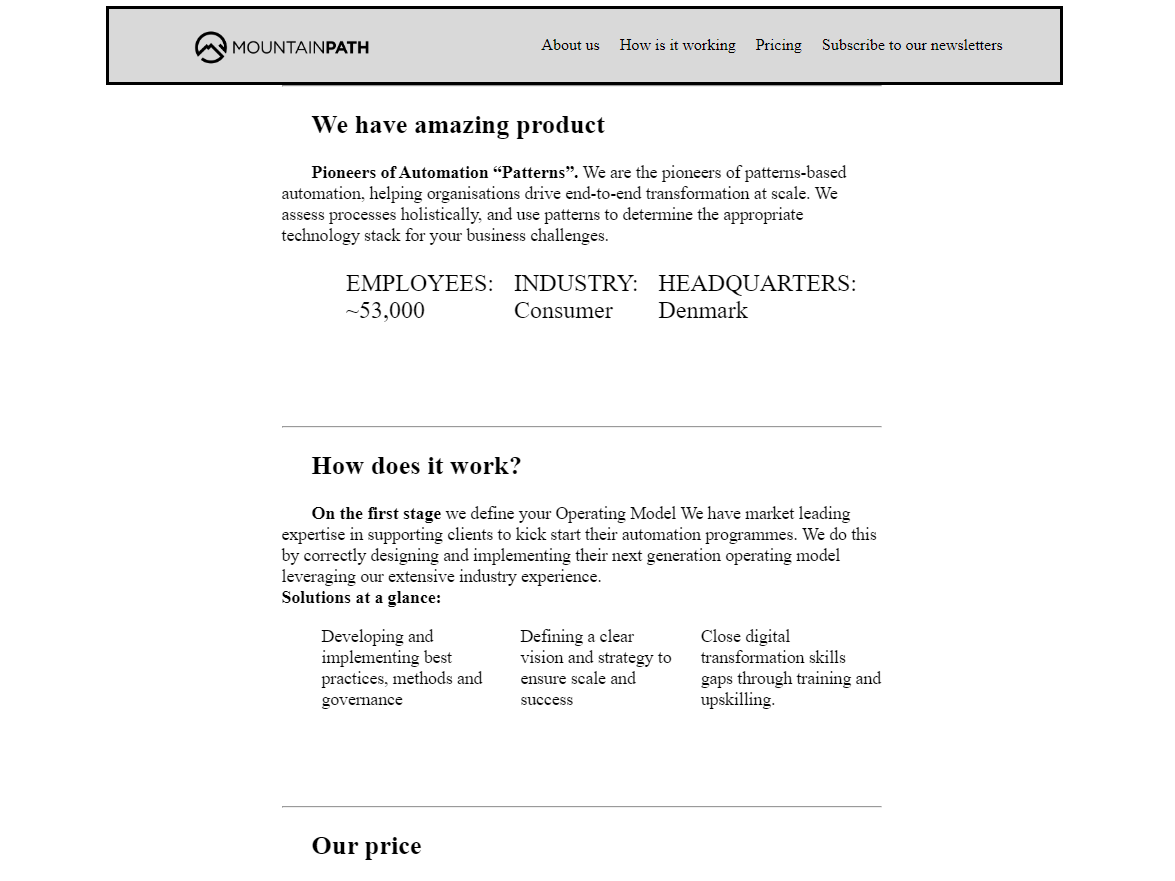 MOUNTAINPATH
About us How is it working Pricing Subscribe to our newsletters
We have amazing product
Pioneers of Automation “Patterns”. We are the pioneers of patterns-based
automation, helping organisations drive end-to-end transformation at scale. We
assess processes holistically, and use patterns to determine the appropriate
technology stack for your business challenges.
EMPLOYEES: INDUSTRY: HEADQUARTERS:
~53,000 Consumer Denmark
How does it work?
On the first stage we define your Operating Model We have market leading
expertise in supporting clients to kick start their automation programmes. We do this
by correctly designing and implementing their next generation operating model
leveraging our extensive industry experience.
Solutions at a glance:
Developing and
implementing best
practices, methods and
governance
Defining a clear
vision and strategy to
ensure scale and
success
Close digital
transformation skills
gaps through training and
upskilling.
Our price